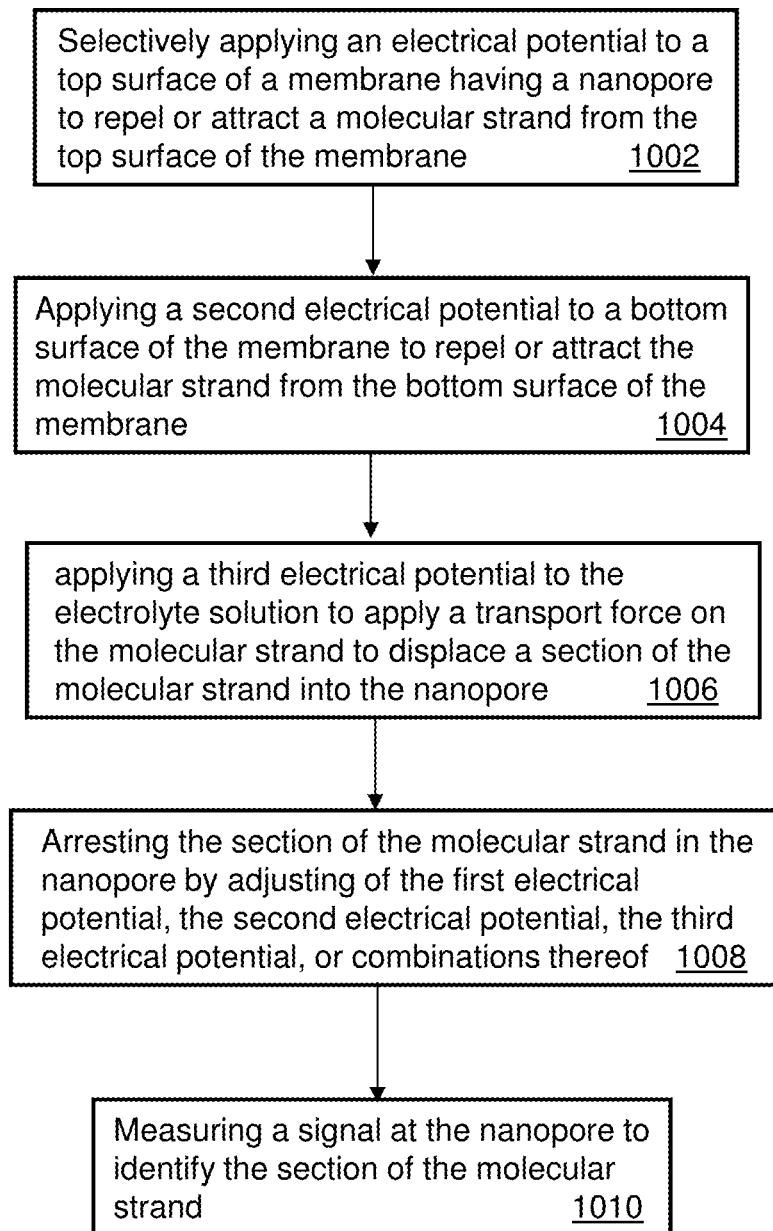 Selectively applying an electrical potential to a
top surface of a membrane having a nanopore
to repel or attract a molecular strand from the
top surface of the membrane 1002
Applying a second electrical potential to a bottom
surface of the membrane to repel or attract the
molecular strand from the bottom surface of the
membrane 1004
applying a third electrical potential to the
electrolyte solution to apply a transport force on
the molecular strand to displace a section of the
molecular strand into the nanopore 1006
Arresting the section of the molecular strand in the
nanopore by adjusting of the first electrical
potential, the second electrical potential, the third
electrical potential, or combinations thereof 1008
Measuring a signal at the nanopore to
identify the section of the molecular
strand 1010